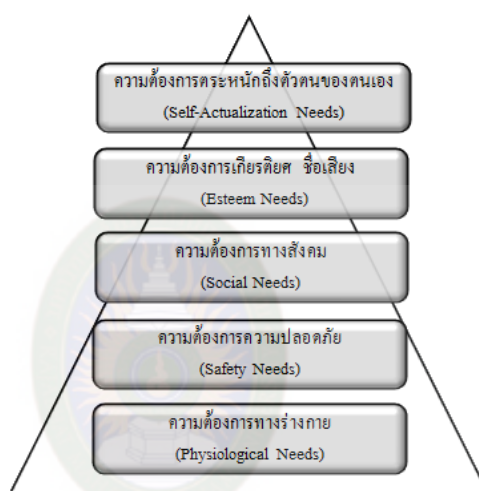 ความต้องการตระหนักถึงตัวตนของตนเอง
(Self-Actualization Needs)
ความต้องการเกียรติยศ ชื่อเสียง
(Esteem Needs)
ความต้องการทางสังคม
(Social Needs)
ความต้องการความปลอดภัย
(Safety Needs)
ความต้องการทางร่างกาย
(Physiological Needs)